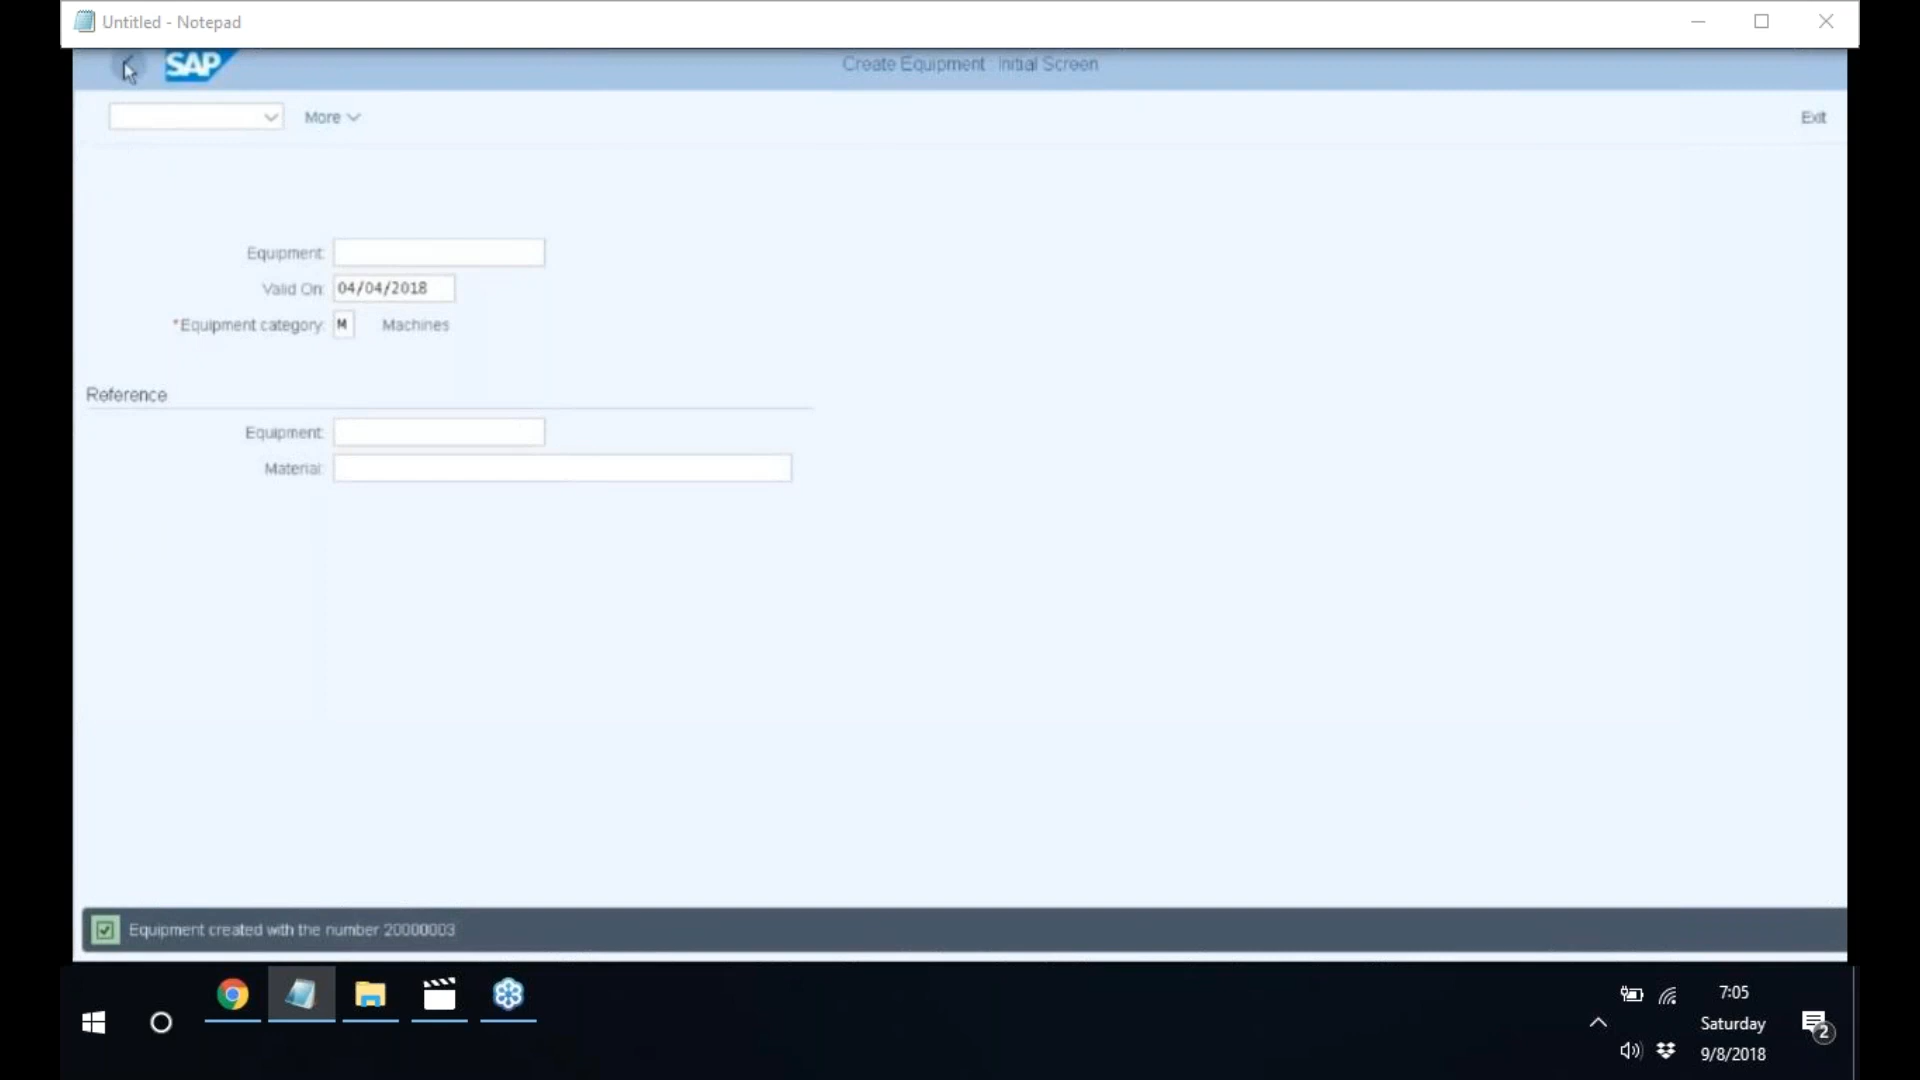 Untitled - Notepad
SAP
Create Equipment : Initial Screen
More
Exit
Equipment:
Valid On: 04/04/2018
*Equipment category: M Machines
Reference
Equipment:
Material:
Equipment created with the number 20000003
7:05
Saturday
9/8/2018
2